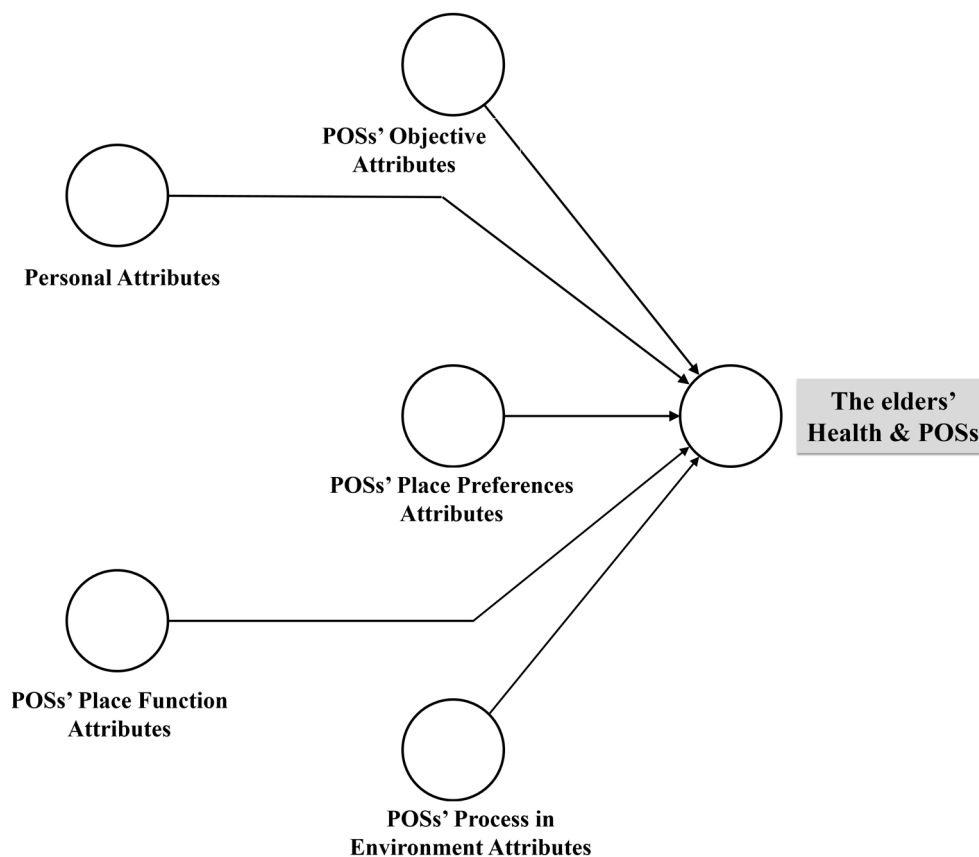 POSs’ Objective
Attributes
Personal Attributes
The elders’
Health & POSs
POSs’ Place Preferences
Attributes
POSs’ Place Function
Attributes
POSs’ Process in
Environment Attributes